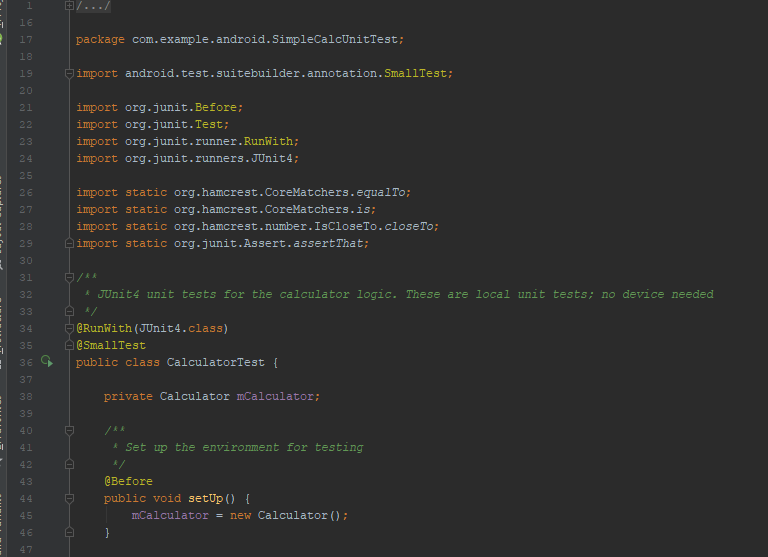 1 /.../
16
17 package com.example.android.SimpleCalcUnitTest;
18
19 import android.test.suitebuilder.annotation.SmallTest;
20
21 import org.junit.Before;
22 import org.junit.Test;
23 import org.junit.runner.RunWith;
24 import org.junit.runners.JUnit4;
25
26 import static org.hamcrest.CoreMatchers.equalTo;
27 import static org.hamcrest.CoreMatchers.is;
28 import static org.hamcrest.number.IsCloseTo.closeTo;
29 import static org.junit.Assert.assertThat;
30
31 /**
32 * JUnit4 unit tests for the calculator logic. These are local unit tests; no device needed
33 */
34 @RunWith(JUnit4.class)
35 @SmallTest
36 public class CalculatorTest {
37
38 private Calculator mCalculator;
39
40 /**
41 * Set up the environment for testing
42 */
43 @Before
44 public void setUp() {
45 mCalculator = new Calculator();
46 }
47